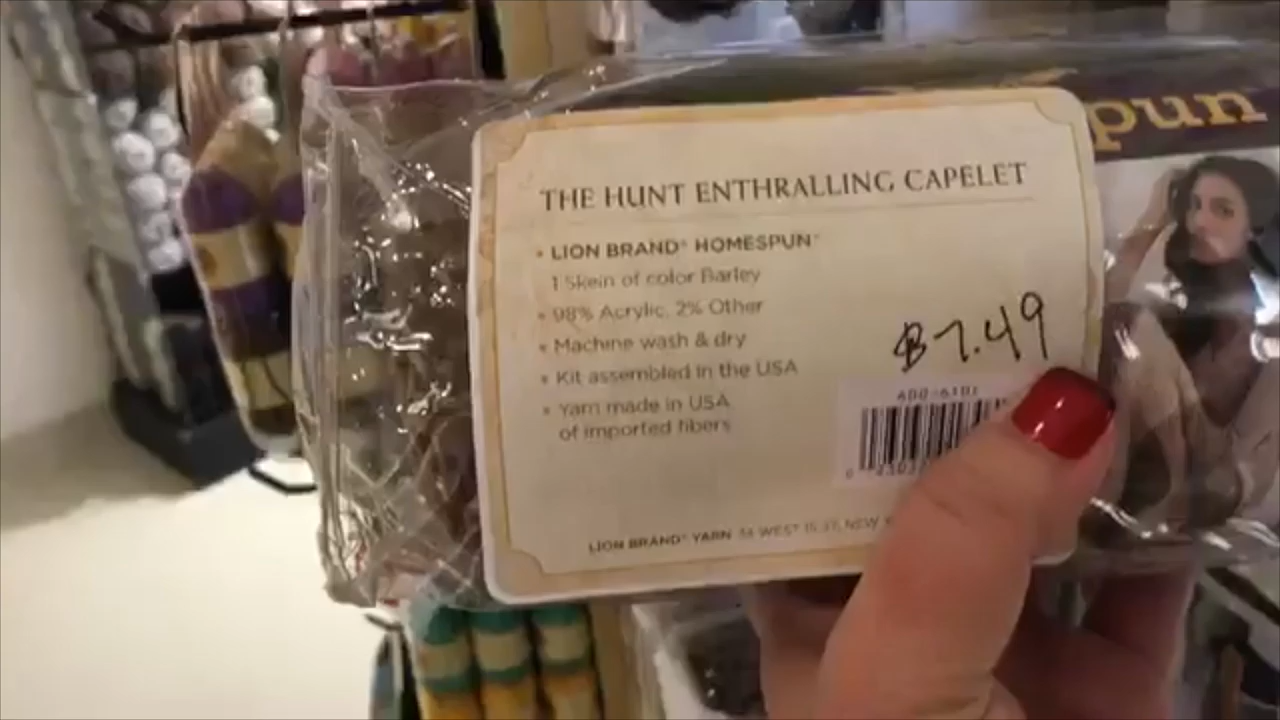 pun
THE HUNT ENTHRALLING CAPELET
• LION BRAND® HOMESPUN®
1 Skein of color Barley
• 98% Acrylic, 2% Other
• Machine wash & dry
• Kit assembled in the USA
• Yarn made in USA
of imported fibers
$7.49
LION BRAND® YARN 34 WEST 15 ST, NEW